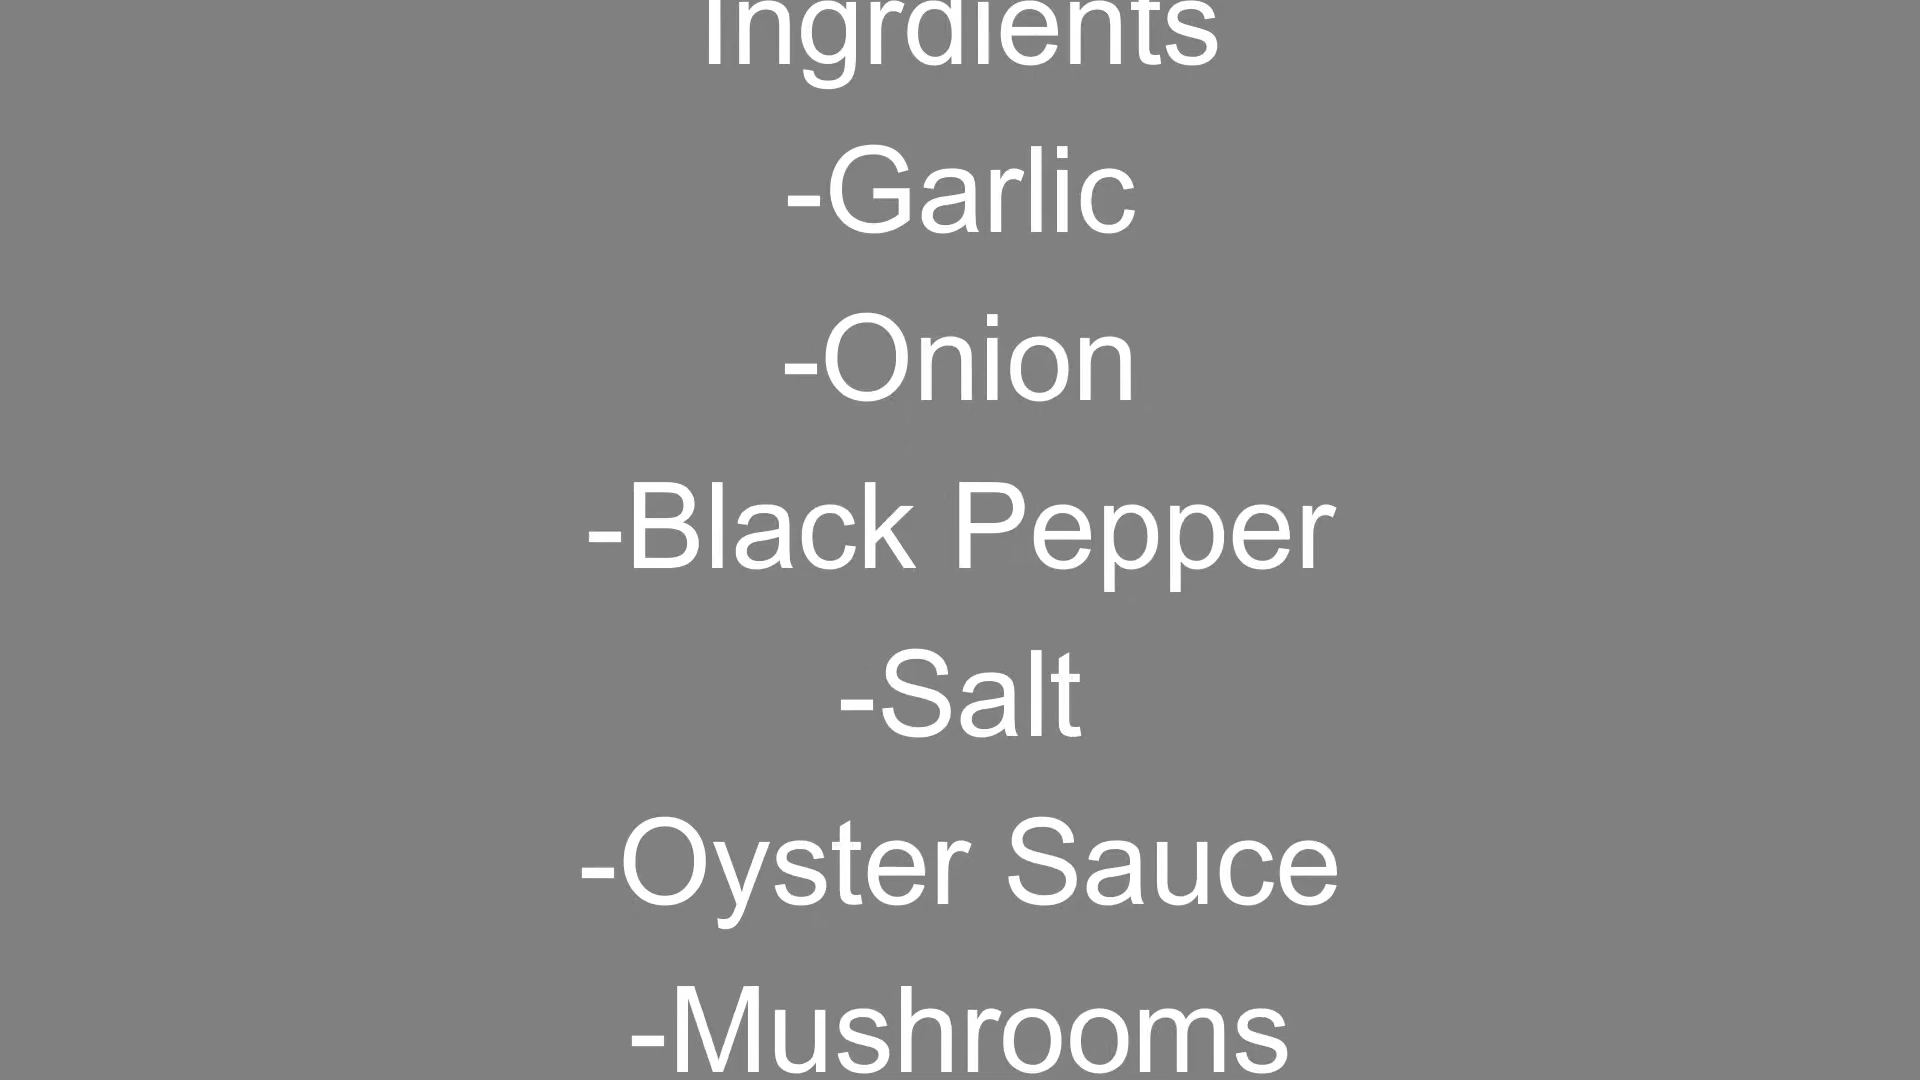 Ingrdients
-Garlic
-Onion
-Black Pepper
-Salt
-Oyster Sauce
-Mushrooms